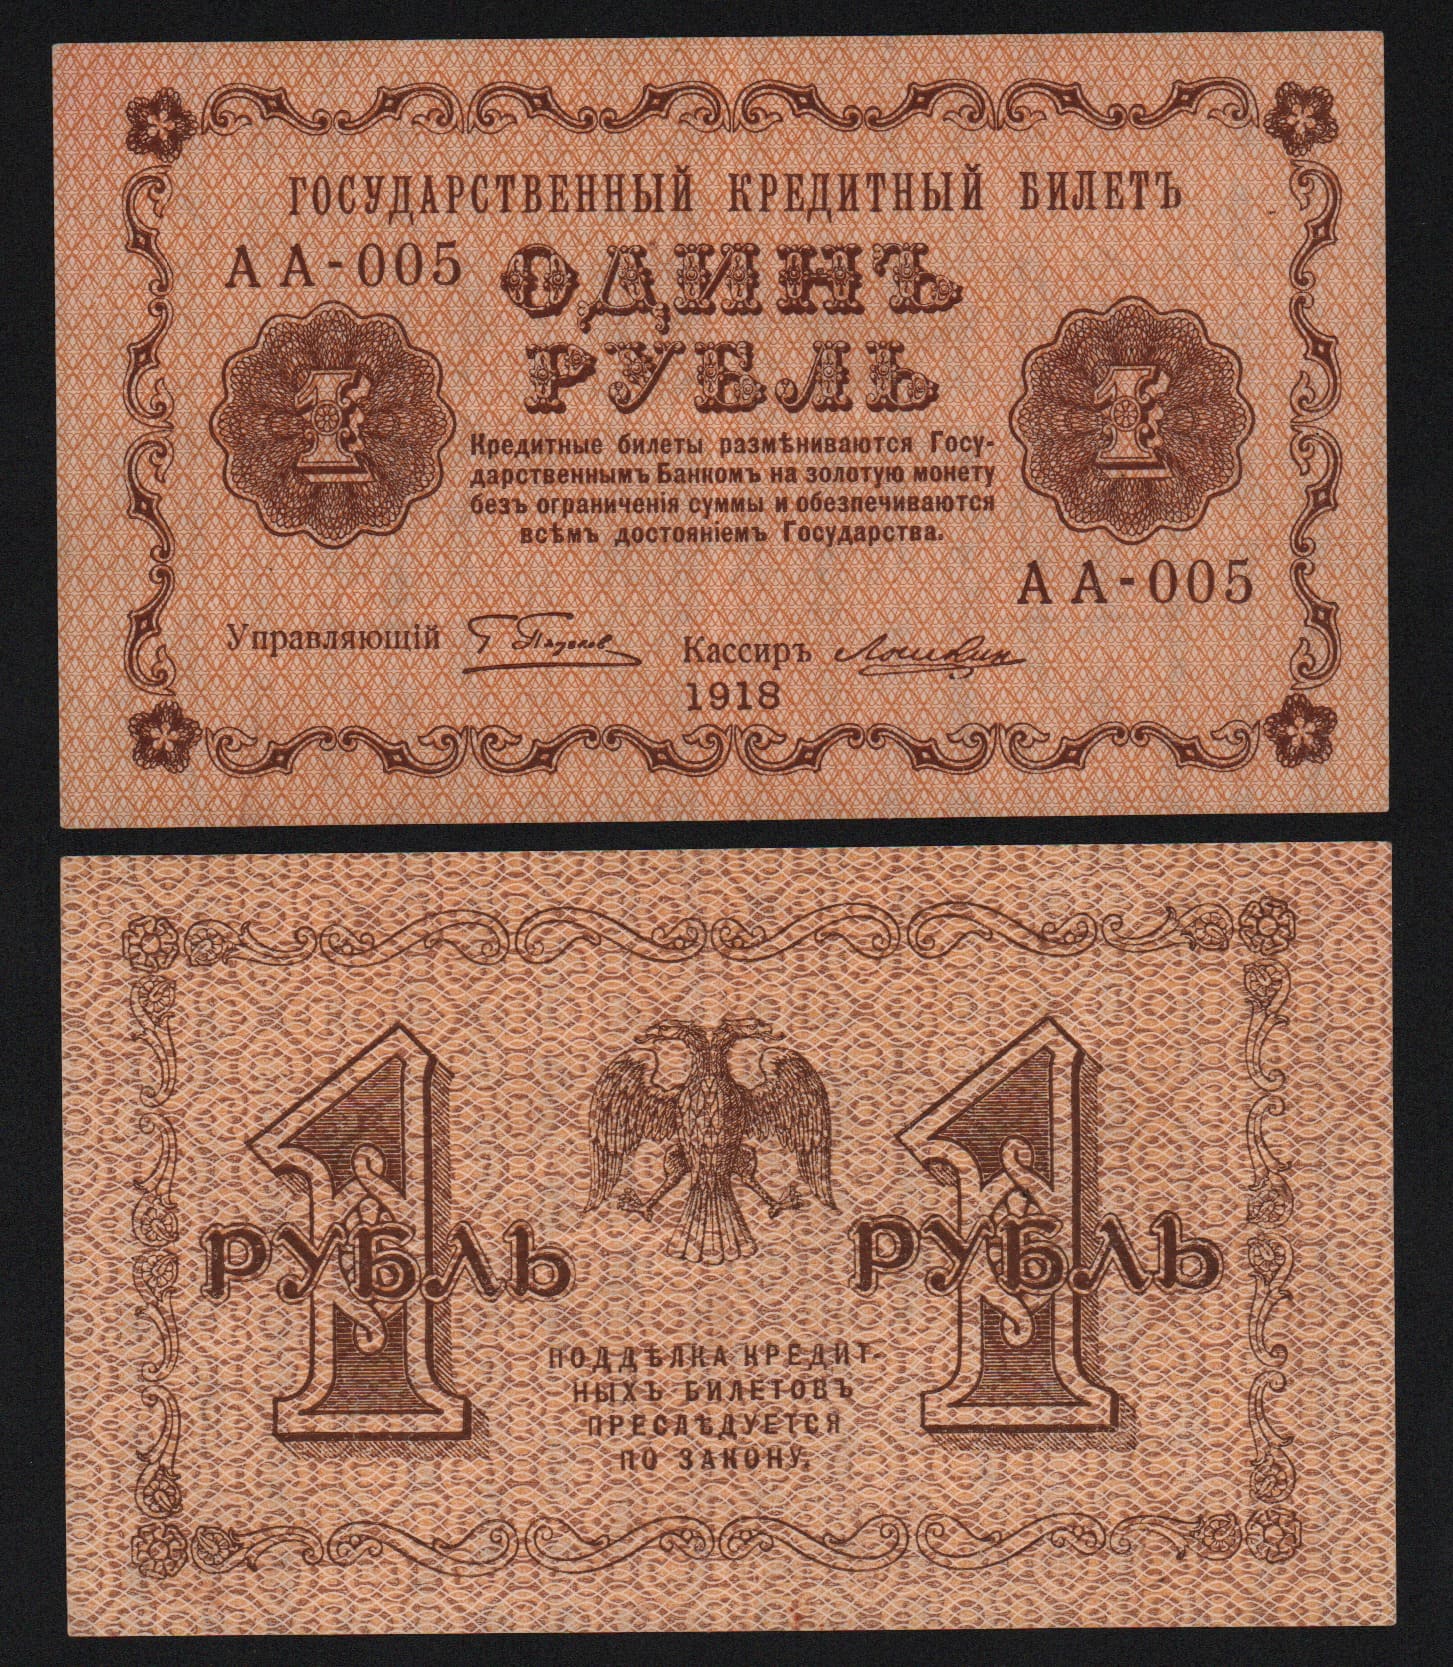 ГОСУДАРСТВЕННЫЙ КРЕДИТНЫЙ БИЛЕТЪ
АА-005
ОДИНЪ
РУБЛЬ
1
1
Кредитные билеты размѣниваются Госу-
дарственнымъ Банкомъ на золотую монету
безъ ограниченія суммы и обезпечиваются
всѣмъ достояніемъ Государства.
АА-005
Управляющій
Кассиръ
1918
1
РУБЛЬ
1
РУБЛЬ
ПОДДѢЛКА КРЕДИТ-
НЫХЪ БИЛЕТОВЪ
ПРЕСЛѢДУЕТСЯ
ПО ЗАКОНУ.